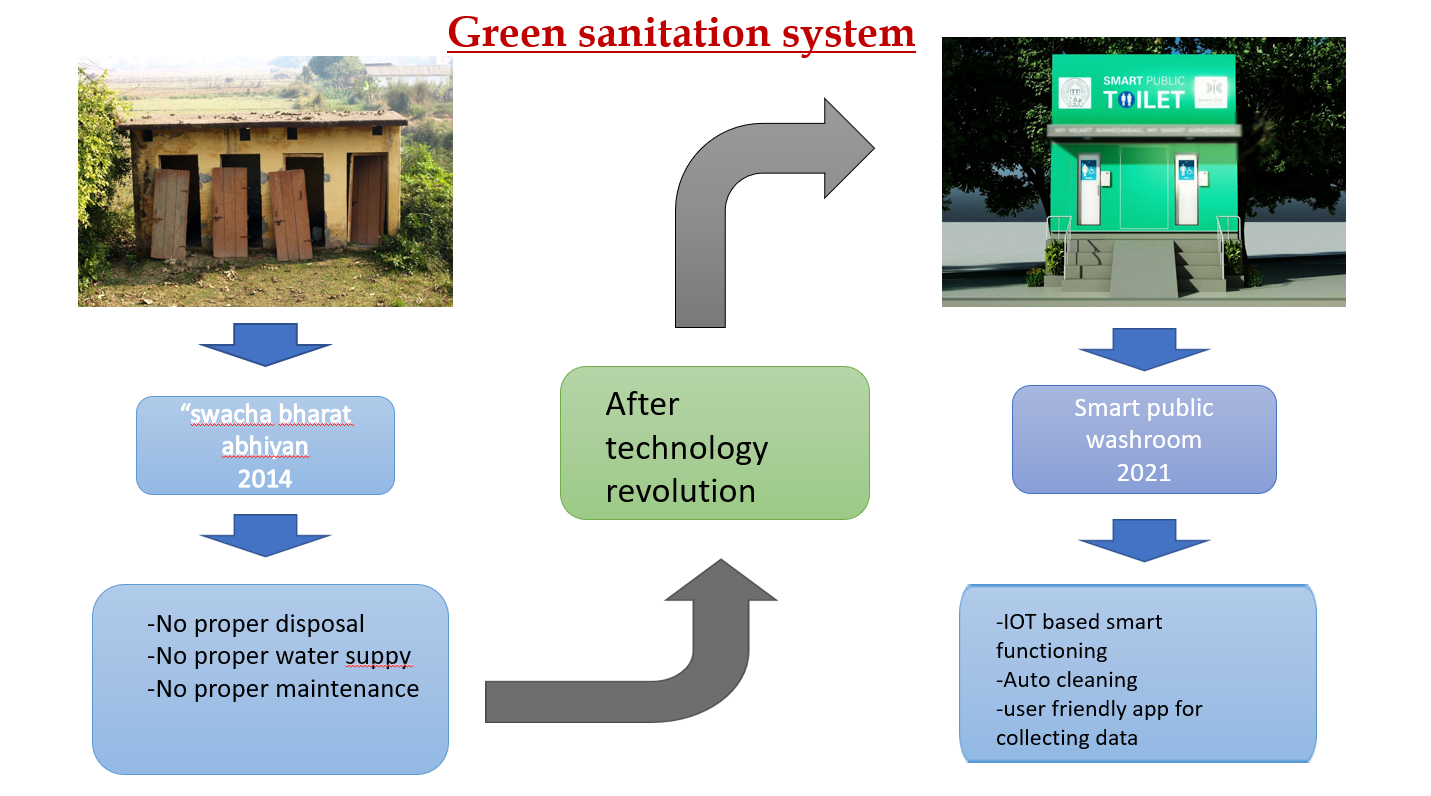 Green sanitation system
SMART PUBLIC
TOILET
“swacha bharat
abhiyan
2014
-No proper disposal
-No proper water suppy
-No proper maintenance
After
technology
revolution
Smart public
washroom
2021
-IOT based smart
functioning
-Auto cleaning
-user friendly app for
collecting data